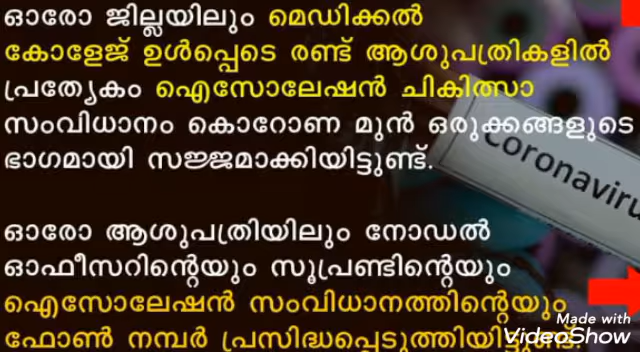 ഓരോ ജില്ലയിലും മെഡിക്കൽ
കോളേജ് ഉൾപ്പെടെ രണ്ട് ആശുപത്രികളിൽ
പ്രത്യേകം ഐസോലേഷൻ ചികിത്സാ
സംവിധാനം കൊറോണ മുൻ ഒരുക്കങ്ങളുടെ
ഭാഗമായി സജ്ജമാക്കിയിട്ടുണ്ട്.
ഓരോ ആശുപത്രിയിലും നോഡൽ
ഓഫീസറിന്റെയും സൂപ്രണ്ടിന്റെയും
ഐസോലേഷൻ സംവിധാനത്തിന്റെയും
ഫോൺ നമ്പർ പ്രസിദ്ധപ്പെടുത്തിയിട്ടുണ്ട്.
Coronaviru
Made with
VideoShow